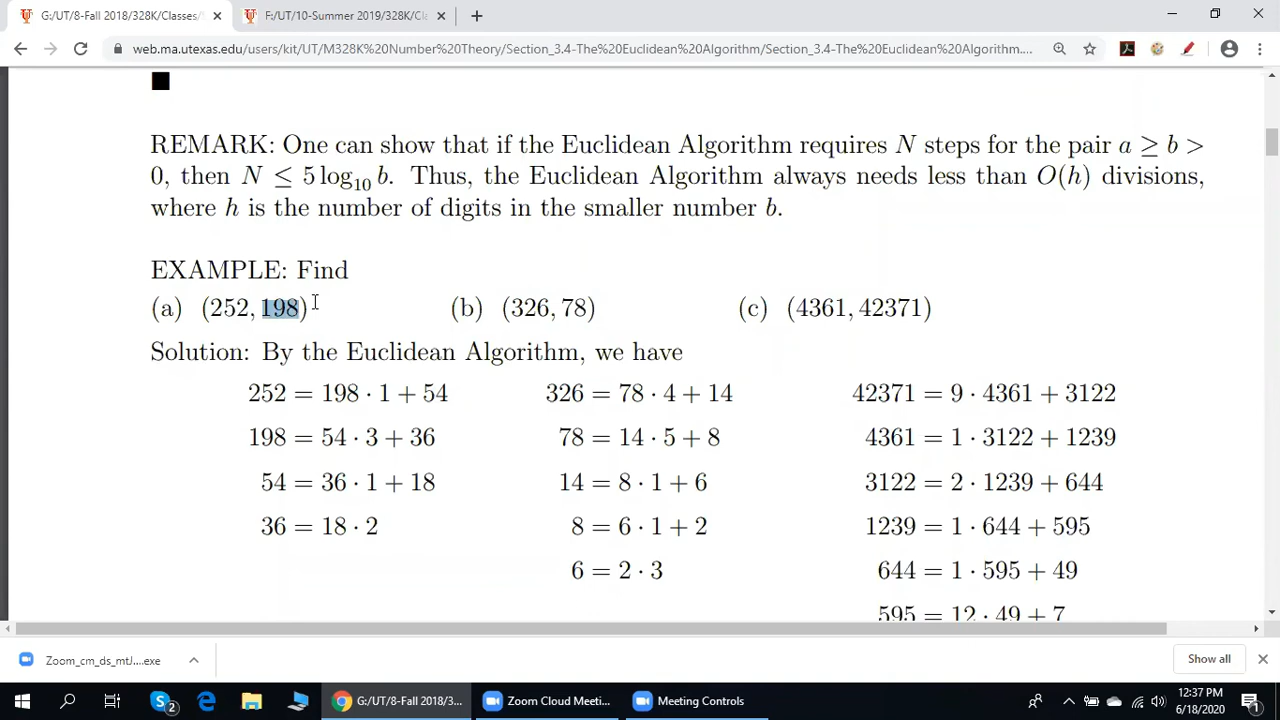 G:/UT/8-Fall 2018/328K/Classes/ × F:/UT/10-Summer 2019/328K/Cla × +
web.ma.utexas.edu/users/kit/UT/M328K%20Number%20Theory/Section_3.4-The%20Euclidean%20Algorithm/Section_3.4-The%20Euclidean%20Algorithm....
REMARK: One can show that if the Euclidean Algorithm requires N steps for the pair a ≥ b >
0, then N ≤ 5 log₁₀ b. Thus, the Euclidean Algorithm always needs less than O(h) divisions,
where h is the number of digits in the smaller number b.
EXAMPLE: Find
(a) (252, 198) (b) (326, 78) (c) (4361, 42371)
Solution: By the Euclidean Algorithm, we have
252 = 198 · 1 + 54 326 = 78 · 4 + 14 42371 = 9 · 4361 + 3122
198 = 54 · 3 + 36 78 = 14 · 5 + 8 4361 = 1 · 3122 + 1239
54 = 36 · 1 + 18 14 = 8 · 1 + 6 3122 = 2 · 1239 + 644
36 = 18 · 2 8 = 6 · 1 + 2 1239 = 1 · 644 + 595
6 = 2 · 3 644 = 1 · 595 + 49
595 = 12 · 49 + 7
Zoom_cm_ds_mtJ....exe Show all
G:/UT/8-Fall 2018/3... Zoom Cloud Meeti... Meeting Controls 12:37 PM
2 6/18/2020 1